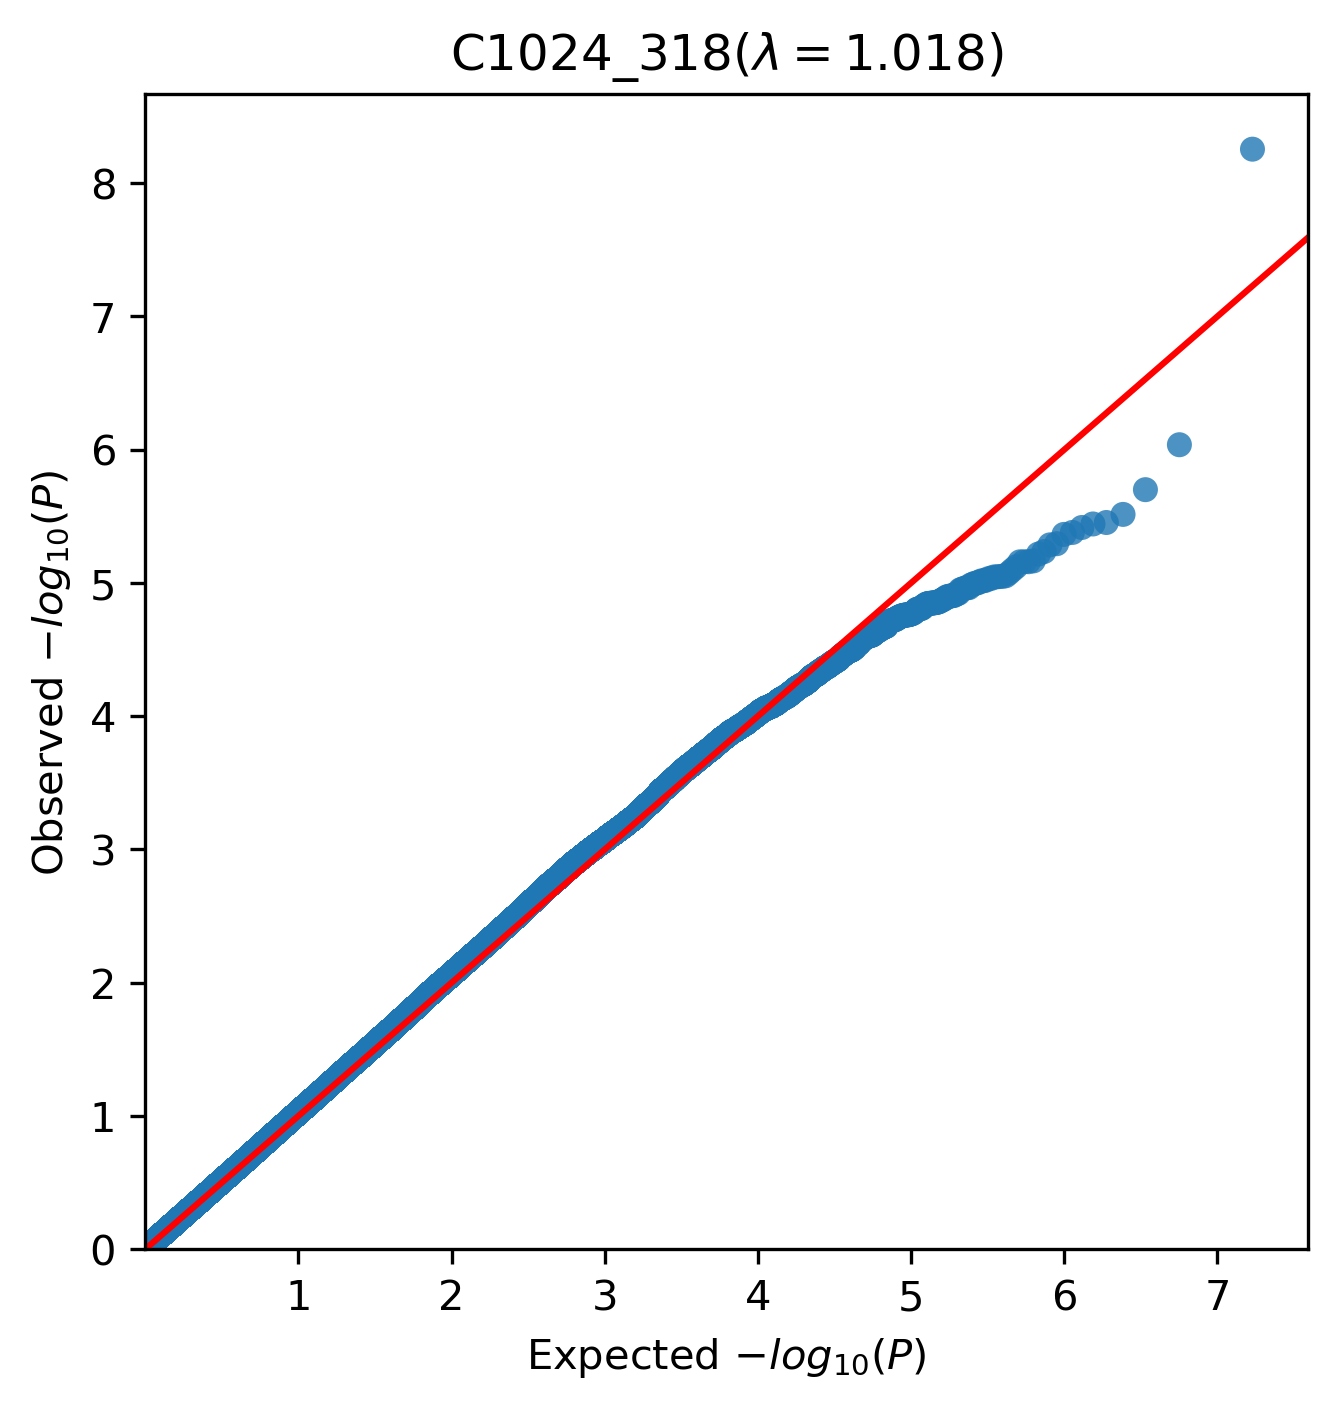 C1024_318(λ = 1.018)
8
7
6
5
4
3
2
1
0
Observed −log₁₀(P)
1 2 3 4 5 6 7
Expected −log₁₀(P)